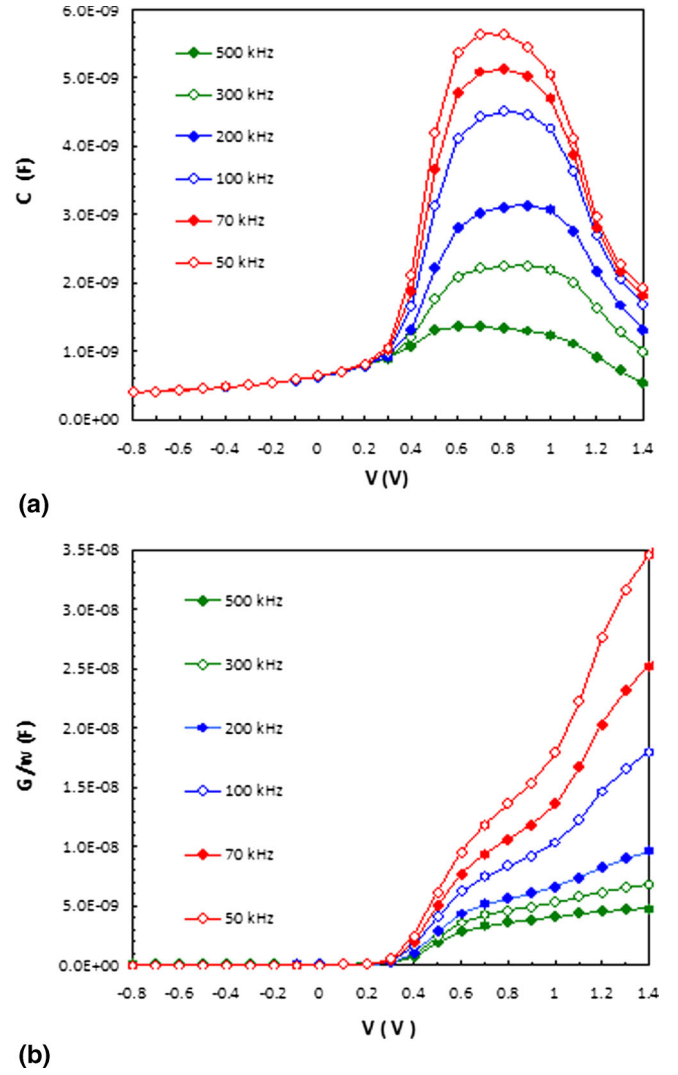 6.0E-09
5.0E-09
4.0E-09
3.0E-09
2.0E-09
1.0E-09
0.0E+00
C (F)
500 kHz
300 kHz
200 kHz
100 kHz
70 kHz
50 kHz
-0.8 -0.6 -0.4 -0.2 0 0.2 0.4 0.6 0.8 1 1.2 1.4
V (V)
(a)
3.5E-08
3.0E-08
2.5E-08
2.0E-08
1.5E-08
1.0E-08
5.0E-09
0.0E+00
G/w (F)
500 kHz
300 kHz
200 kHz
100 kHz
70 kHz
50 kHz
-0.8 -0.6 -0.4 -0.2 0 0.2 0.4 0.6 0.8 1 1.2 1.4
V ( V )
(b)